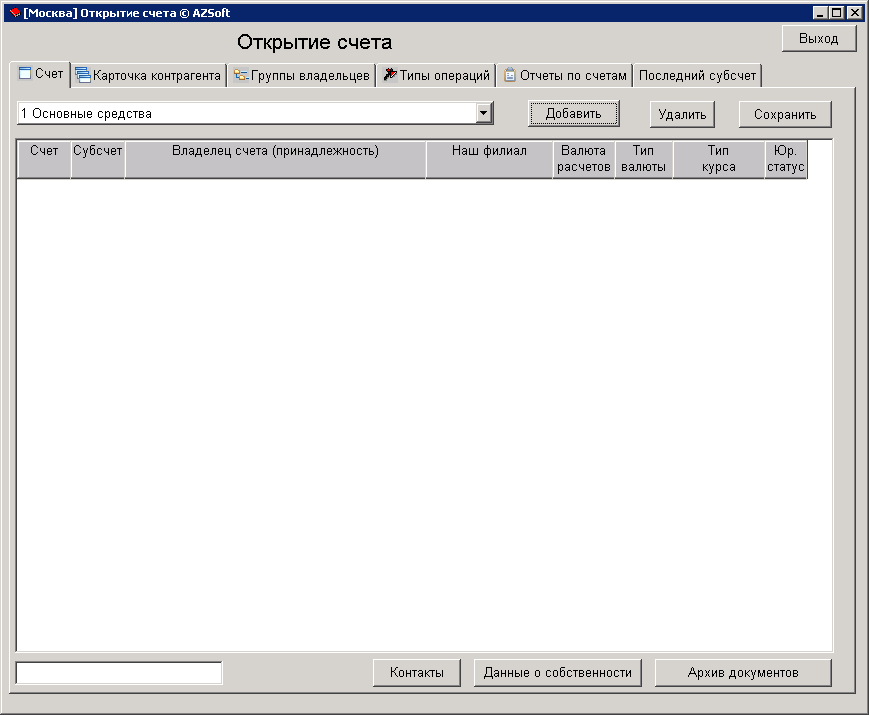 [Москва] Открытие счета © AZSoft
Открытие счета
Выход
Счет
Карточка контрагента
Группы владельцев
Типы операций
Отчеты по счетам
Последний субсчет
1 Основные средства
Добавить
Удалить
Сохранить
Счет
Субсчет
Владелец счета (принадлежность)
Наш филиал
Валюта
расчетов
Тип
валюты
Тип
курса
Юр.
статус
Контакты
Данные о собственности
Архив документов